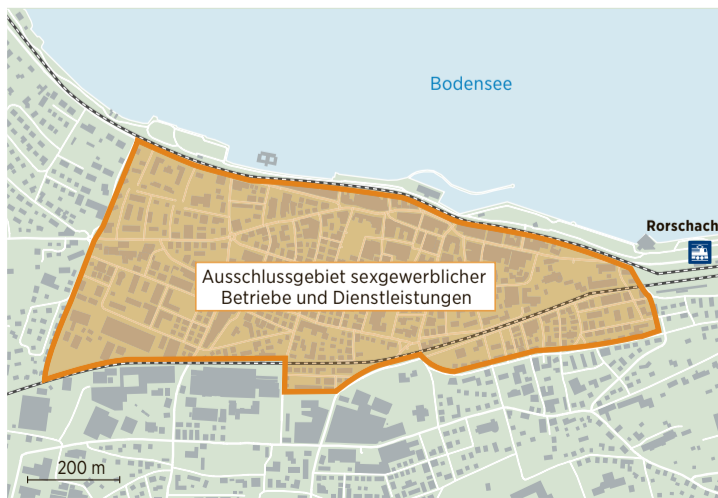 Bodensee
Rorschach
Ausschlussgebiet sexgewerblicher
Betriebe und Dienstleistungen
200 m